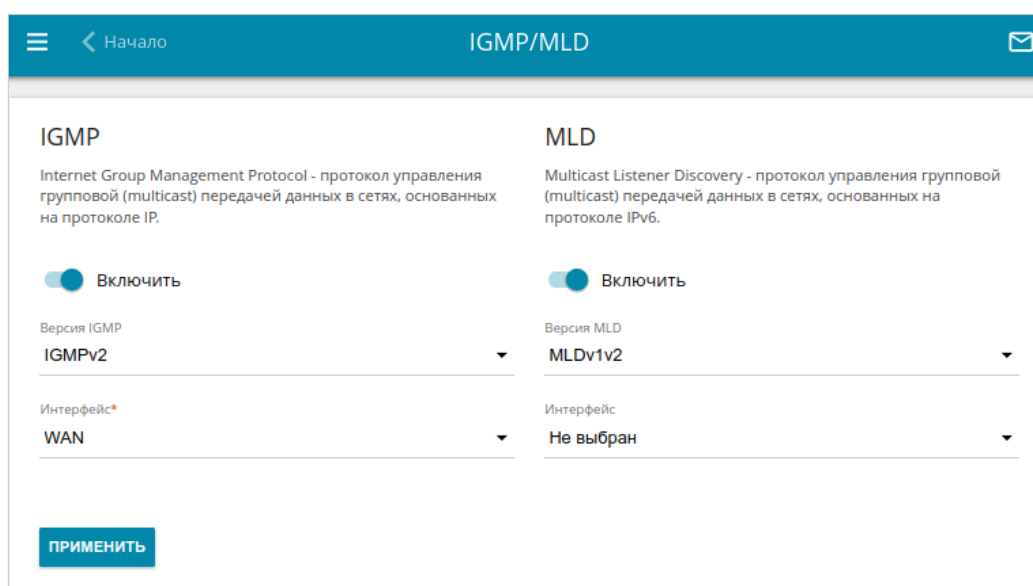 Начало
IGMP/MLD
IGMP
Internet Group Management Protocol - протокол управления
групповой (multicast) передачей данных в сетях, основанных
на протоколе IP.
Включить
Версия IGMP
IGMPv2
Интерфейс*
WAN
MLD
Multicast Listener Discovery - протокол управления групповой
(multicast) передачей данных в сетях, основанных на
протоколе IPv6.
Включить
Версия MLD
MLDv1v2
Интерфейс
Не выбран
ПРИМЕНИТЬ